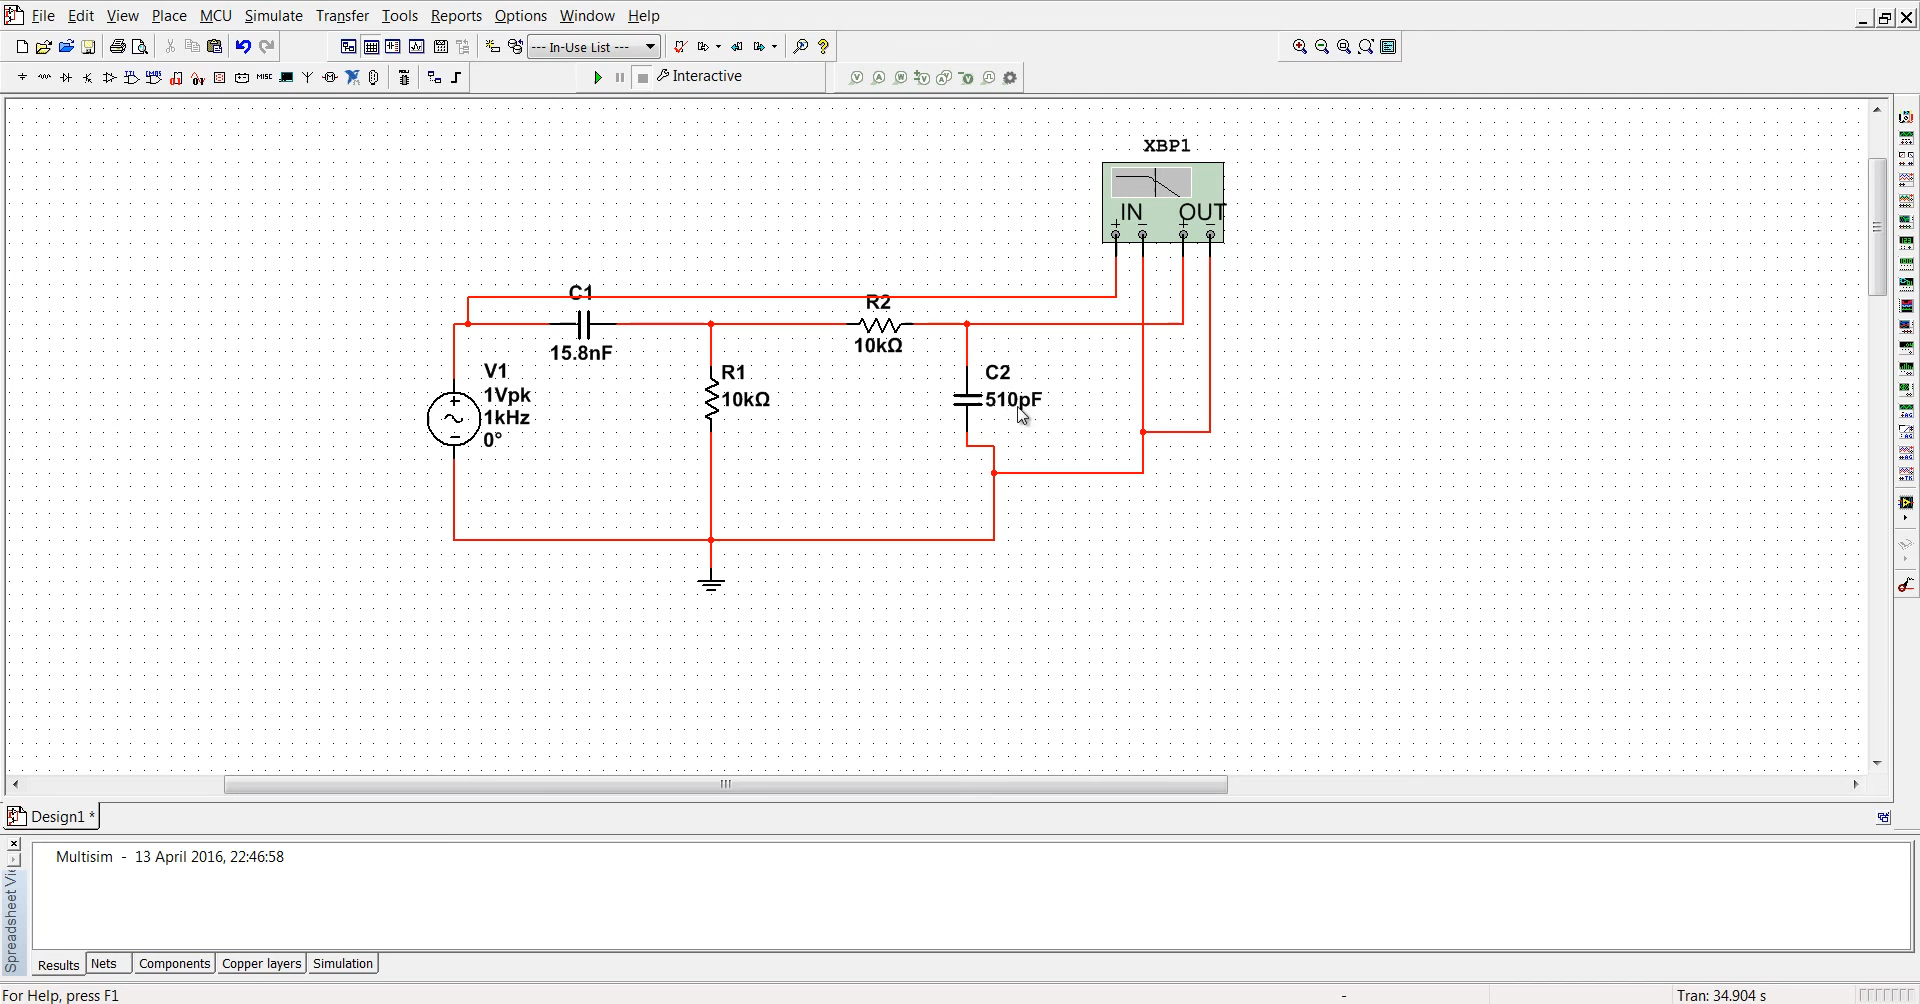 File Edit View Place MCU Simulate Transfer Tools Reports Options Window Help
--- In-Use List ---
Interactive
XBP1
IN OUT
C1
15.8nF
R2
10kΩ
V1
1Vpk
1kHz
0°
R1
10kΩ
C2
510pF
Design1 *
Multisim - 13 April 2016, 22:46:58
Spreadsheet Vi
Results Nets Components Copper layers Simulation
For Help, press F1 - Tran: 34.904 s